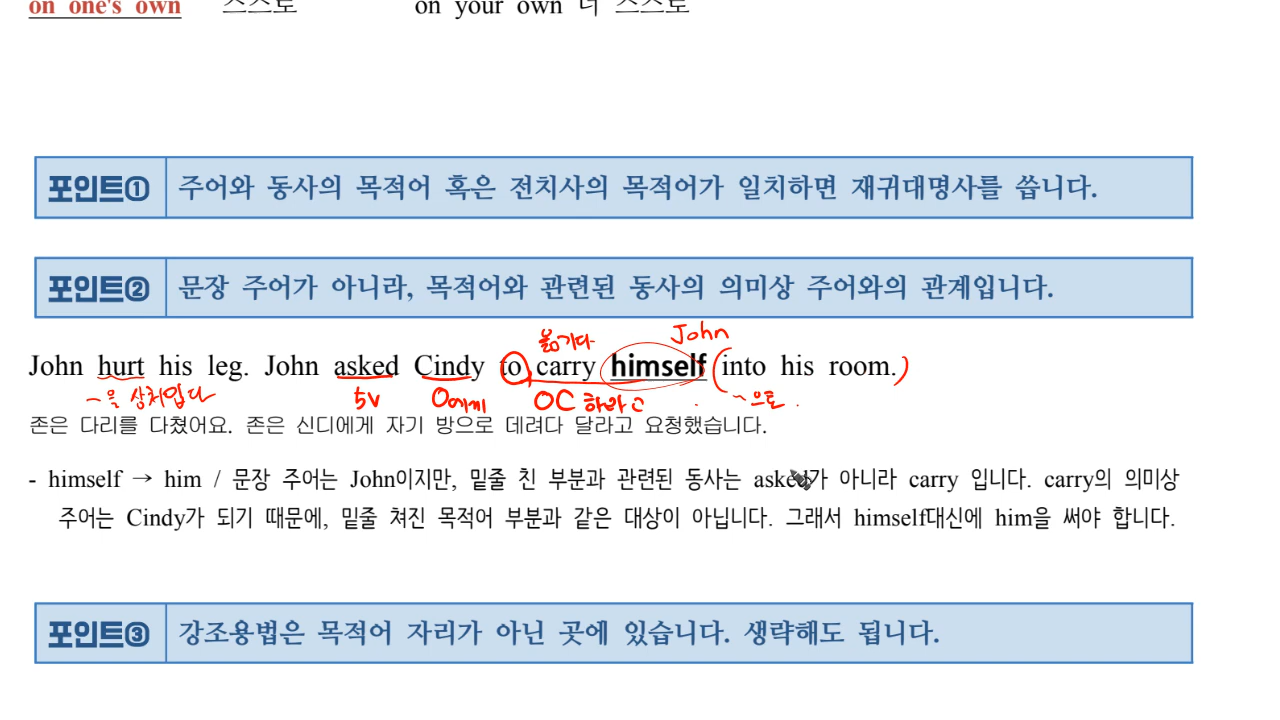 on one's own 스스로 on your own 너 스스로
포인트① 주어와 동사의 목적어 혹은 전치사의 목적어가 일치하면 재귀대명사를 씁니다.
포인트② 문장 주어가 아니라, 목적어와 관련된 동사의 의미상 주어와의 관계입니다.
옮기다 John
John hurt his leg. John asked Cindy to carry himself (into his room.)
~을 상처입다 5V O에게 OC 하라고 ~으로
존은 다리를 다쳤어요. 존은 신디에게 자기 방으로 데려다 달라고 요청했습니다.
- himself → him / 문장 주어는 John이지만, 밑줄 친 부분과 관련된 동사는 asked가 아니라 carry 입니다. carry의 의미상
주어는 Cindy가 되기 때문에, 밑줄 쳐진 목적어 부분과 같은 대상이 아닙니다. 그래서 himself대신에 him을 써야 합니다.
포인트③ 강조용법은 목적어 자리가 아닌 곳에 있습니다. 생략해도 됩니다.